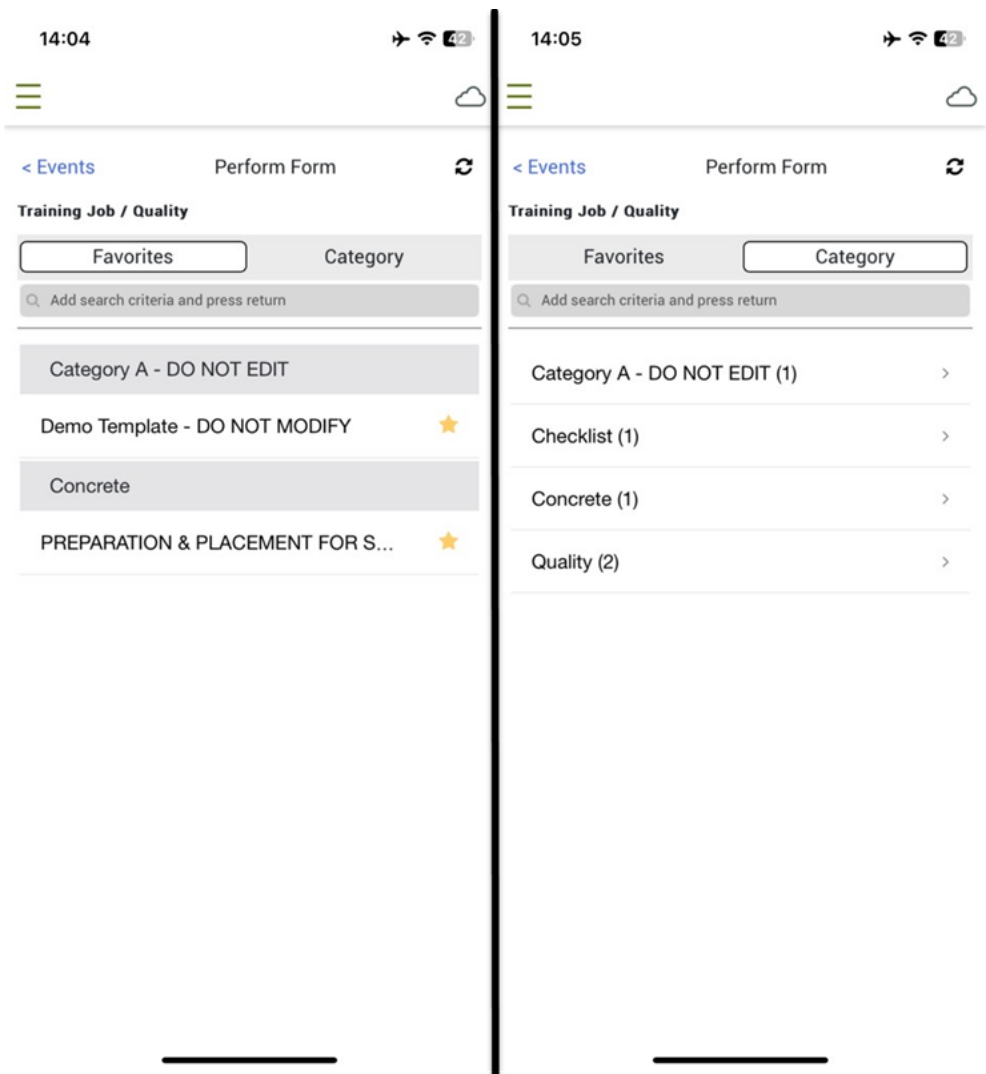 14:04
42
< Events
Perform Form
Training Job / Quality
Favorites
Category
Add search criteria and press return
Category A - DO NOT EDIT
Demo Template - DO NOT MODIFY
Concrete
PREPARATION & PLACEMENT FOR S...
14:05
42
< Events
Perform Form
Training Job / Quality
Favorites
Category
Add search criteria and press return
Category A - DO NOT EDIT (1)
Checklist (1)
Concrete (1)
Quality (2)